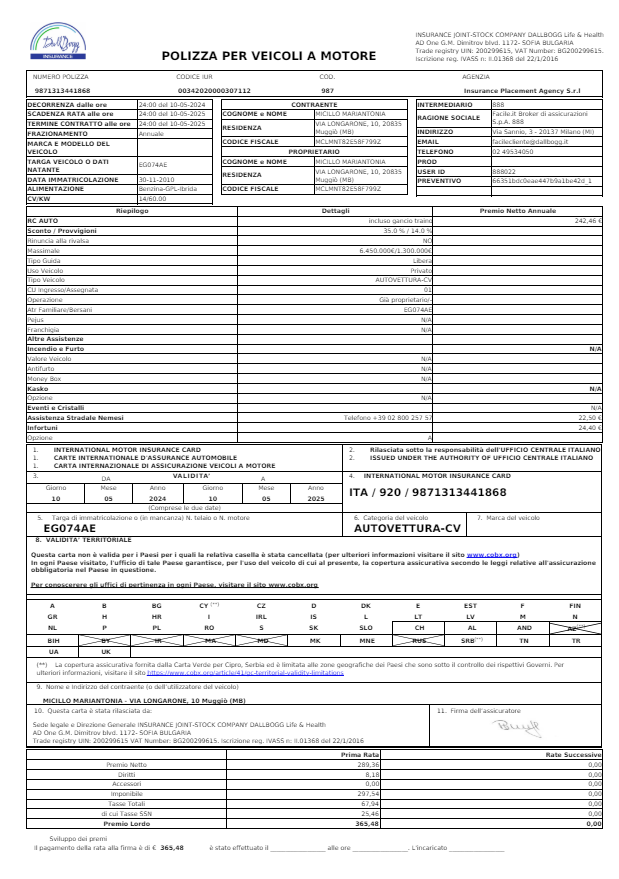 DallBogg
INSURANCE
POLIZZA PER VEICOLI A MOTORE
INSURANCE JOINT-STOCK COMPANY DALLBOGG Life & Health
AD One G.M. Dimitrov blvd. 1172- SOFIA BULGARIA
Trade registry UIN: 200299615, VAT Number: BG200299615.
Iscrizione reg. IVASS n: II.01368 del 22/1/2016
NUMERO POLIZZA CODICE IUR COD. AGENZIA
9871313441868 00342020000307112 987 Insurance Placement Agency S.r.l
DECORRENZA dalle ore 24:00 del 10-05-2024
SCADENZA RATA alle ore 24:00 del 10-05-2025
TERMINE CONTRATTO alle ore 24:00 del 10-05-2025
FRAZIONAMENTO Annuale
MARCA E MODELLO DEL VEICOLO
TARGA VEICOLO O DATI NATANTE EG074AE
DATA IMMATRICOLAZIONE 30-11-2010
ALIMENTAZIONE Benzina-GPL-Ibrida
CV/KW 14/60.00
CONTRAENTE
COGNOME e NOME MICILLO MARIANTONIA
RESIDENZA VIA LONGARONE, 10, 20835 Muggiò (MB)
CODICE FISCALE MCLMNT82E58F799Z
PROPRIETARIO
COGNOME e NOME MICILLO MARIANTONIA
RESIDENZA VIA LONGARONE, 10, 20835 Muggiò (MB)
CODICE FISCALE MCLMNT82E58F799Z
INTERMEDIARIO 888
RAGIONE SOCIALE Facile.it Broker di assicurazioni S.p.A. 888
INDIRIZZO Via Sannio, 3 - 20137 Milano (MI)
EMAIL facilecliente@dallbogg.it
TELEFONO 02 49534050
PROD
USER ID 888022
PREVENTIVO 66351bdc0eae447b9a1be42d_1
Riepilogo Dettagli Premio Netto Annuale
RC AUTO incluso gancio traino 242,46 €
Sconto / Provvigioni 35.0 % / 14.0 %
Rinuncia alla rivalsa NO
Massimale 6.450.000€/1.300.000€
Tipo Guida Libera
Uso Veicolo Privato
Tipo Veicolo AUTOVETTURA-CV
CU Ingresso/Assegnata 01
Operazione Già proprietario/-
Atr Familiare/Bersani EG074AE
Pejus N/A
Franchigia N/A
Altre Assistenze
Incendio e Furto N/A
Valore Veicolo N/A
Antifurto N/A
Money Box N/A
Kasko N/A
Opzione N/A
Eventi e Cristalli N/A
Assistenza Stradale Nemesi Telefono +39 02 800 257 57 22,50 €
Infortuni 24,40 €
Opzione A
1. INTERNATIONAL MOTOR INSURANCE CARD
1. CARTE INTERNATIONALE D'ASSURANCE AUTOMOBILE
1. CARTA INTERNAZIONALE DI ASSICURAZIONE VEICOLI A MOTORE
2. Rilasciata sotto la responsabilità dell'UFFICIO CENTRALE ITALIANO
2. ISSUED UNDER THE AUTHORITY OF UFFICIO CENTRALE ITALIANO
3. VALIDITA'
DA A
Giorno Mese Anno Giorno Mese Anno
10 05 2024 10 05 2025
(Comprese le due date)
4. INTERNATIONAL MOTOR INSURANCE CARD
ITA / 920 / 9871313441868
5. Targa di immatricolazione o (in mancanza) N. telaio o N. motore
EG074AE
6. Categoria del veicolo
AUTOVETTURA-CV
7. Marca del veicolo
8. VALIDITA' TERRITORIALE
Questa carta non è valida per i Paesi per i quali la relativa casella è stata cancellata (per ulteriori informazioni visitare il sito www.cobx.org)
In ogni Paese visitato, l'ufficio di tale Paese garantisce, per l'uso del veicolo di cui al presente, la copertura assicurativa secondo le leggi relative all'assicurazione
obbligatoria nel Paese in questione.
Per conoscerere gli uffici di pertinenza in ogni Paese, visitare il sito www.cobx.org
A B BG CY (**) CZ D DK E EST F FIN
GR H HR I IRL IS L LT LV M N
NL P PL RO S SK SLO CH AL AND
BIH BY IR MA MD MK MNE RUS SRB(**) TN TR
UA UK
(**) La copertura assicurativa fornita dalla Carta Verde per Cipro, Serbia ed è limitata alle zone geografiche dei Paesi che sono sotto il controllo dei rispettivi Governi. Per
ulteriori informazioni, visitare il sito https://www.cobx.org/article/41/gc-territorial-validity-limitations
9. Nome e Indirizzo del contraente (o dell'utilizzatore del veicolo)
MICILLO MARIANTONIA - VIA LONGARONE, 10 Muggiò (MB)
10. Questa carta è stata rilasciata da:
Sede legale e Direzione Generale INSURANCE JOINT-STOCK COMPANY DALLBOGG Life & Health
AD One G.M. Dimitrov blvd. 1172- SOFIA BULGARIA
Trade registry UIN: 200299615 VAT Number: BG200299615. Iscrizione reg. IVASS n: II.01368 del 22/1/2016
11. Firma dell'assicuratore
Prima Rata Rate Successive
Premio Netto 289,36 0,00
Diritti 8,18 0,00
Accessori 0,00 0,00
Imponibile 297,54 0,00
Tasse Totali 67,94 0,00
di cui Tasse SSN 25,46 0,00
Premio Lordo 365,48 0,00
Sviluppo dei premi
Il pagamento della rata alla firma è di € 365,48 è stato effettuato il ________________ alle ore ________________. L'incaricato ________________